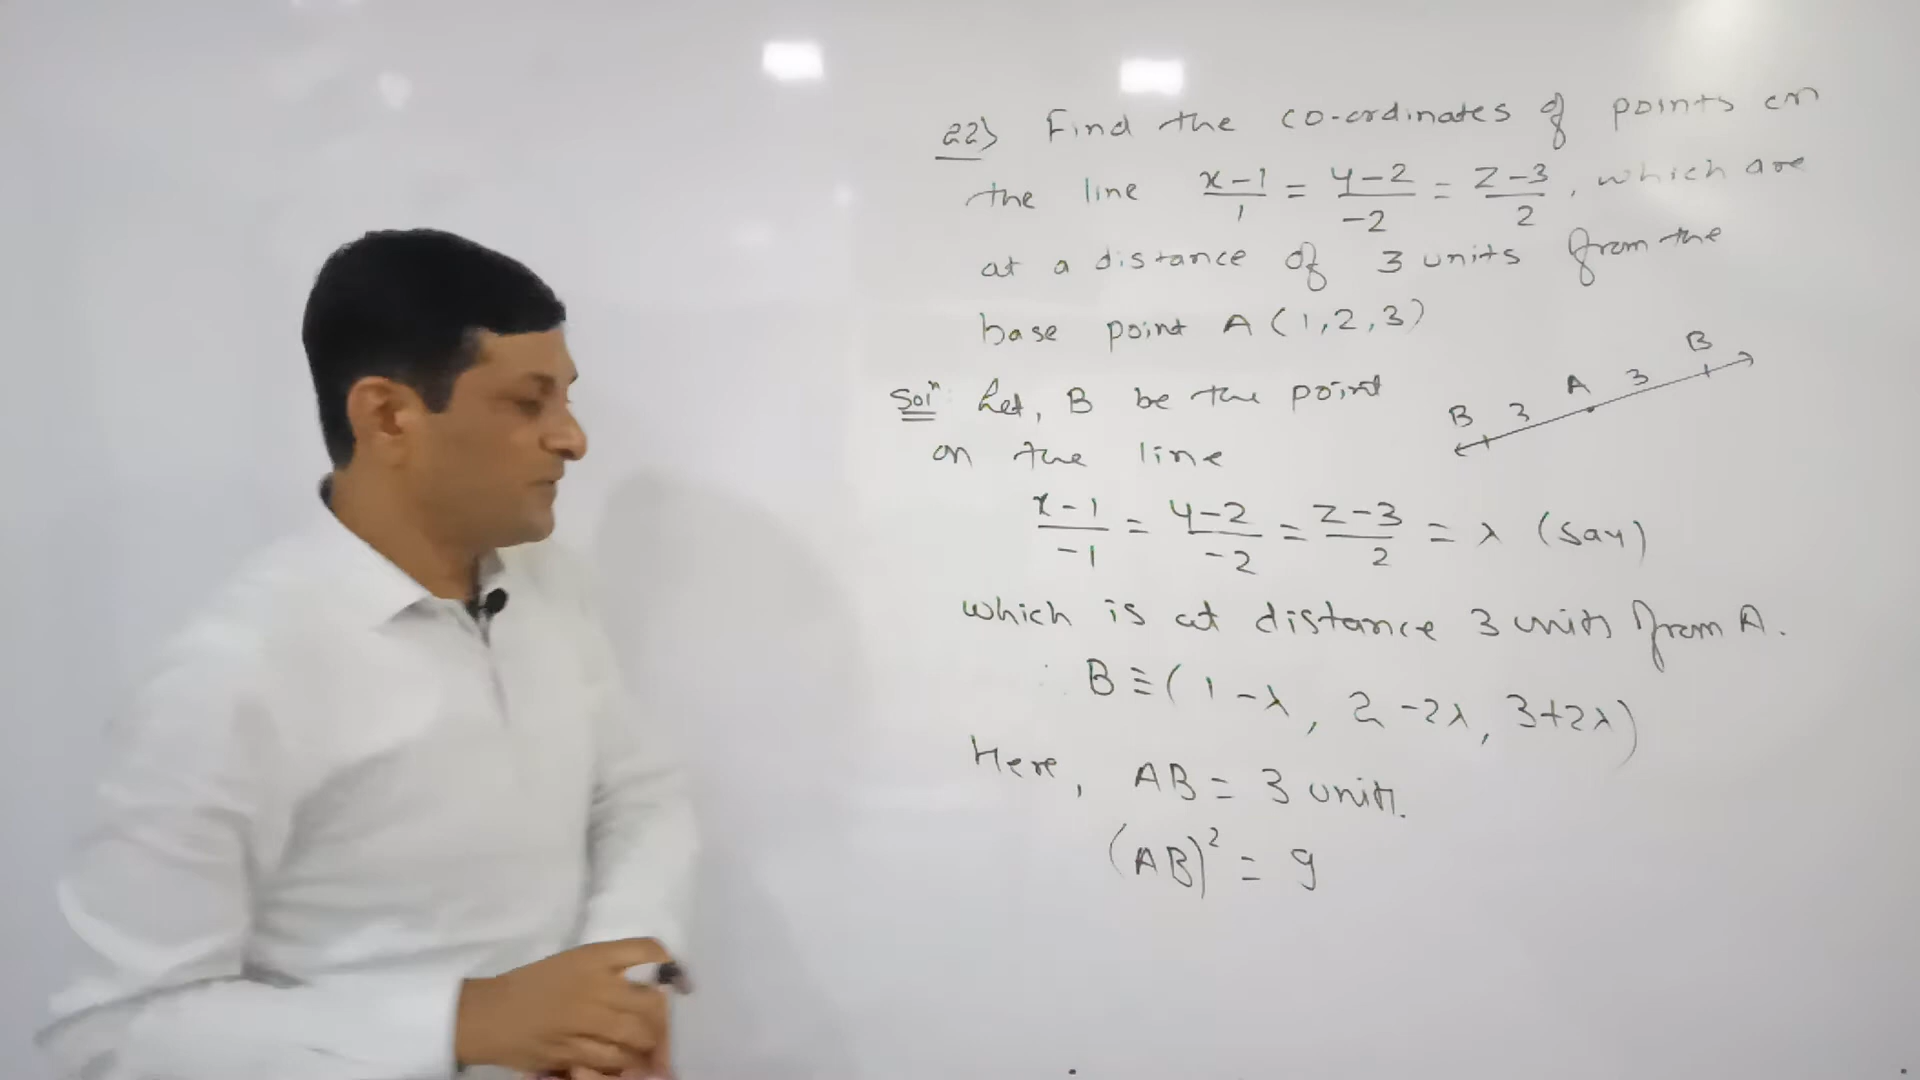 22) Find the co-ordinates of points on
the line x-1/1 = y-2/-2 = z-3/2, which are
at a distance of 3 units from the
base point A(1,2,3)
Solⁿ Let, B be the point
on the line
B 3 A 3 B
x-1/-1 = y-2/-2 = z-3/2 = λ (say)
which is at distance 3 units from A.
B≡(1-λ, 2-2λ, 3+2λ)
Here, AB = 3 units.
(AB)² = 9